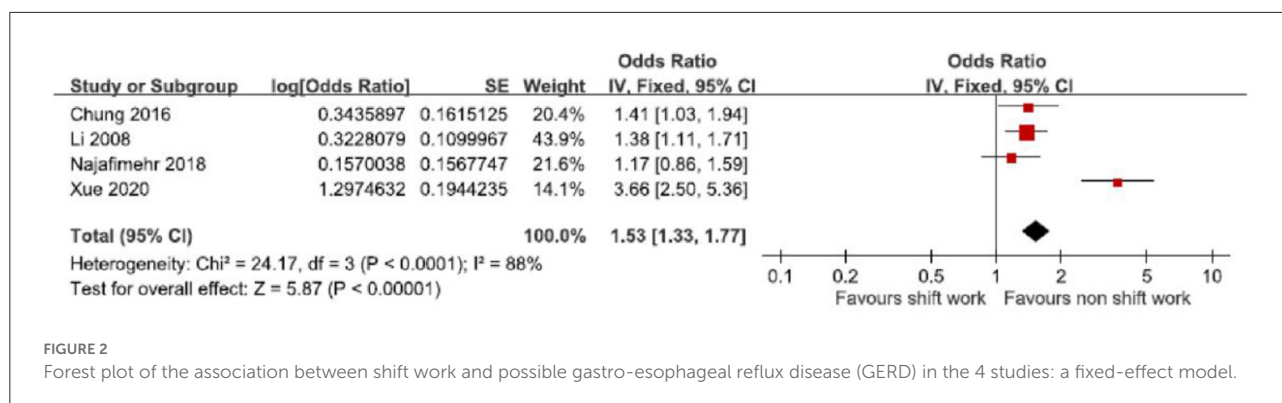 Odds Ratio Odds Ratio
Study or Subgroup log[Odds Ratio] SE Weight IV, Fixed, 95% CI IV, Fixed, 95% CI
Chung 2016 0.3435897 0.1615125 20.4% 1.41 [1.03, 1.94]
Li 2008 0.3228079 0.1099967 43.9% 1.38 [1.11, 1.71]
Najafimehr 2018 0.1570038 0.1567747 21.6% 1.17 [0.86, 1.59]
Xue 2020 1.2974632 0.1944235 14.1% 3.66 [2.50, 5.36]
Total (95% CI) 100.0% 1.53 [1.33, 1.77]
Heterogeneity: Chi² = 24.17, df = 3 (P < 0.0001); I² = 88%
Test for overall effect: Z = 5.87 (P < 0.00001)
0.1 0.2 0.5 1 2 5 10
Favours shift work Favours non shift work
FIGURE 2
Forest plot of the association between shift work and possible gastro-esophageal reflux disease (GERD) in the 4 studies: a fixed-effect model.